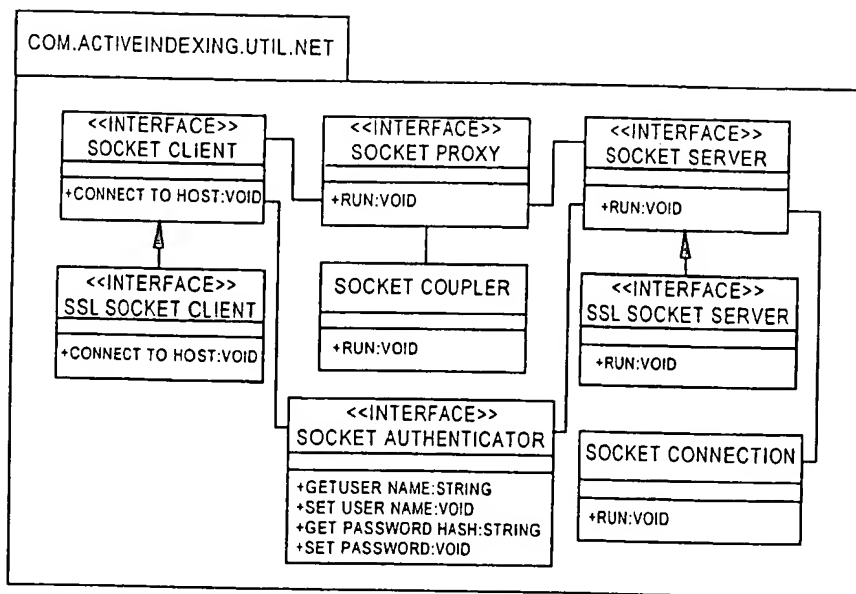 COM.ACTIVEINDEXING.UTIL.NET
<<INTERFACE>>
SOCKET CLIENT
+CONNECT TO HOST:VOID
<<INTERFACE>>
SOCKET PROXY
+RUN:VOID
<<INTERFACE>>
SOCKET SERVER
+RUN:VOID
<<INTERFACE>>
SSL SOCKET CLIENT
+CONNECT TO HOST:VOID
SOCKET COUPLER
+RUN:VOID
<<INTERFACE>>
SSL SOCKET SERVER
+RUN:VOID
<<INTERFACE>>
SOCKET AUTHENTICATOR
+GETUSER NAME:STRING
+SET USER NAME:VOID
+GET PASSWORD HASH:STRING
+SET PASSWORD:VOID
SOCKET CONNECTION
+RUN:VOID